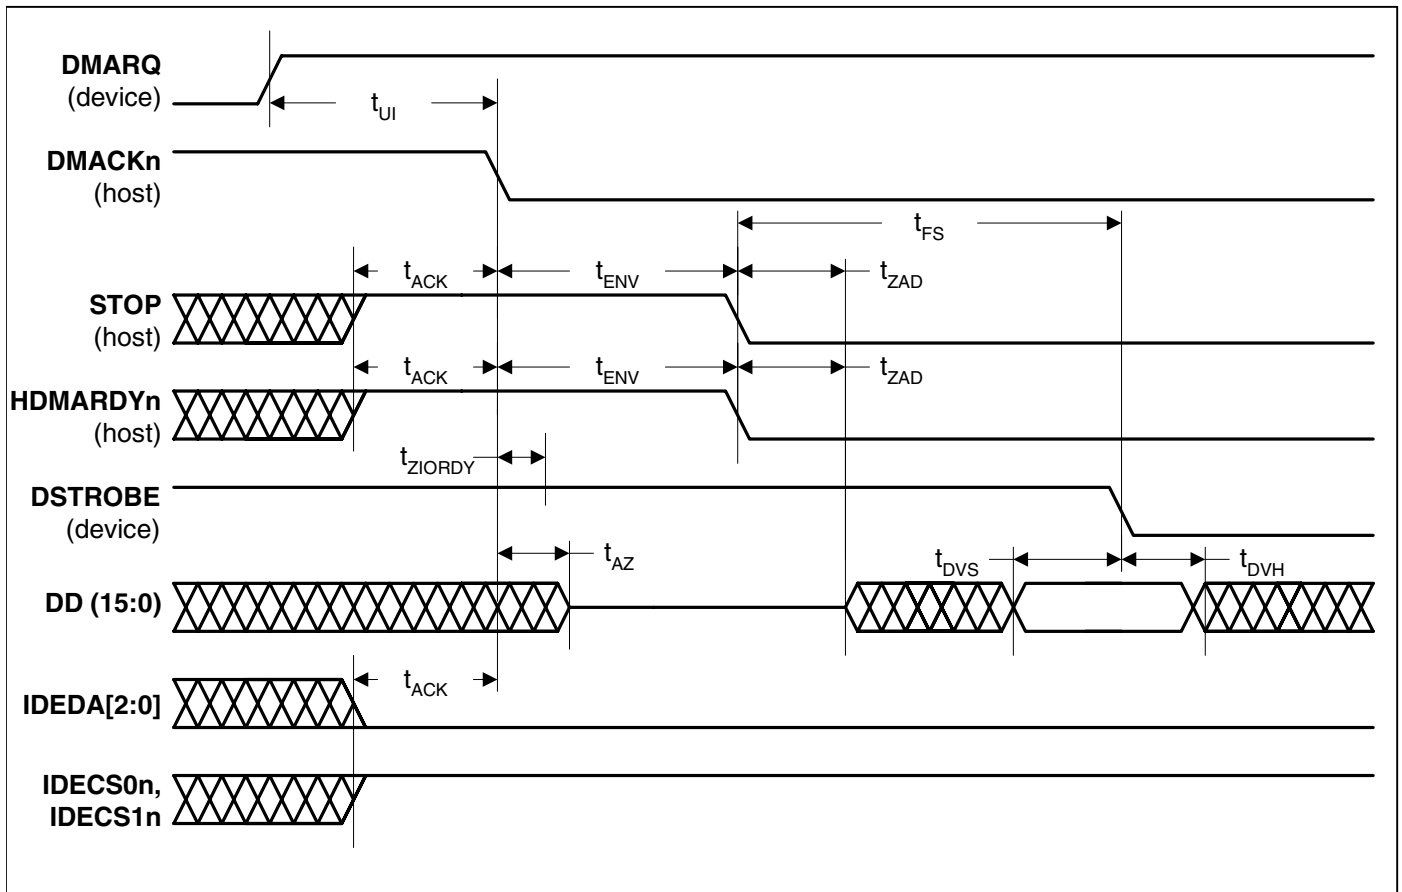 DMARQ
(device)
tUI
DMACKn
(host)
tFS
tACK tENV tZAD
STOP
(host)
tACK tENV tZAD
HDMARDYn
(host)
tZIORDY
DSTROBE
(device)
tAZ tDVS tDVH
DD (15:0)
tACK
IDEDA[2:0]
IDECS0n,
IDECS1n